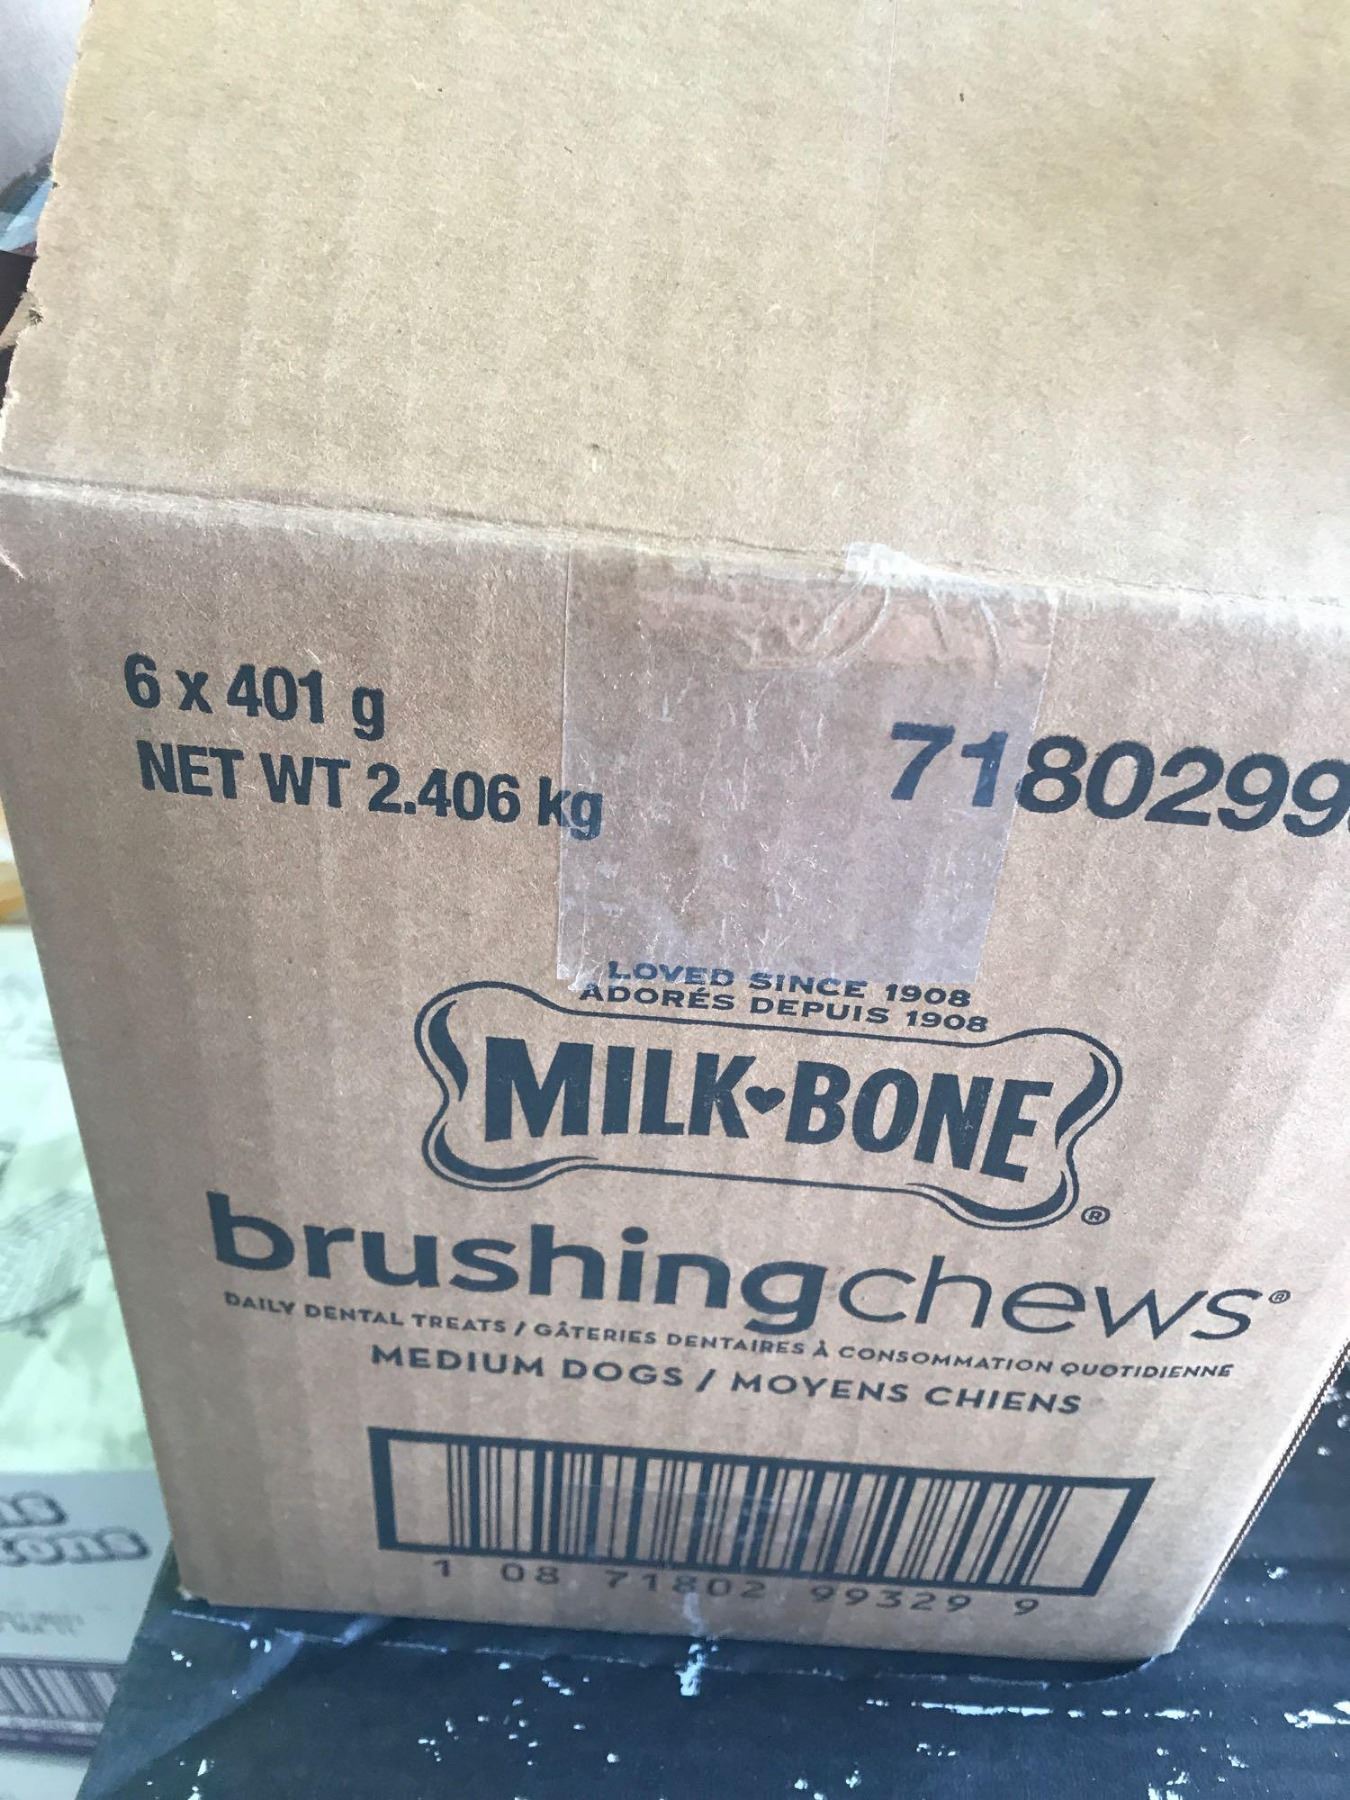 6 x 401 g
NET WT 2.406 kg
7180299
LOVED SINCE 1908
ADORÉS DEPUIS 1908
MILK BONE
®
brushingchews®
DAILY DENTAL TREATS / GÂTERIES DENTAIRES À CONSOMMATION QUOTIDIENNE
MEDIUM DOGS / MOYENS CHIENS
1 08 71802 99329 9